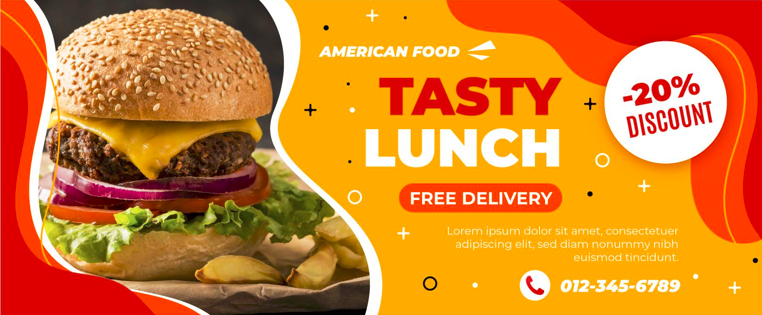 AMERICAN FOOD
TASTY
LUNCH
FREE DELIVERY
Lorem ipsum dolor sit amet, consectetuer
adipiscing elit, sed diam nonummy nibh
euismod tincidunt.
012-345-6789
-20%
DISCOUNT